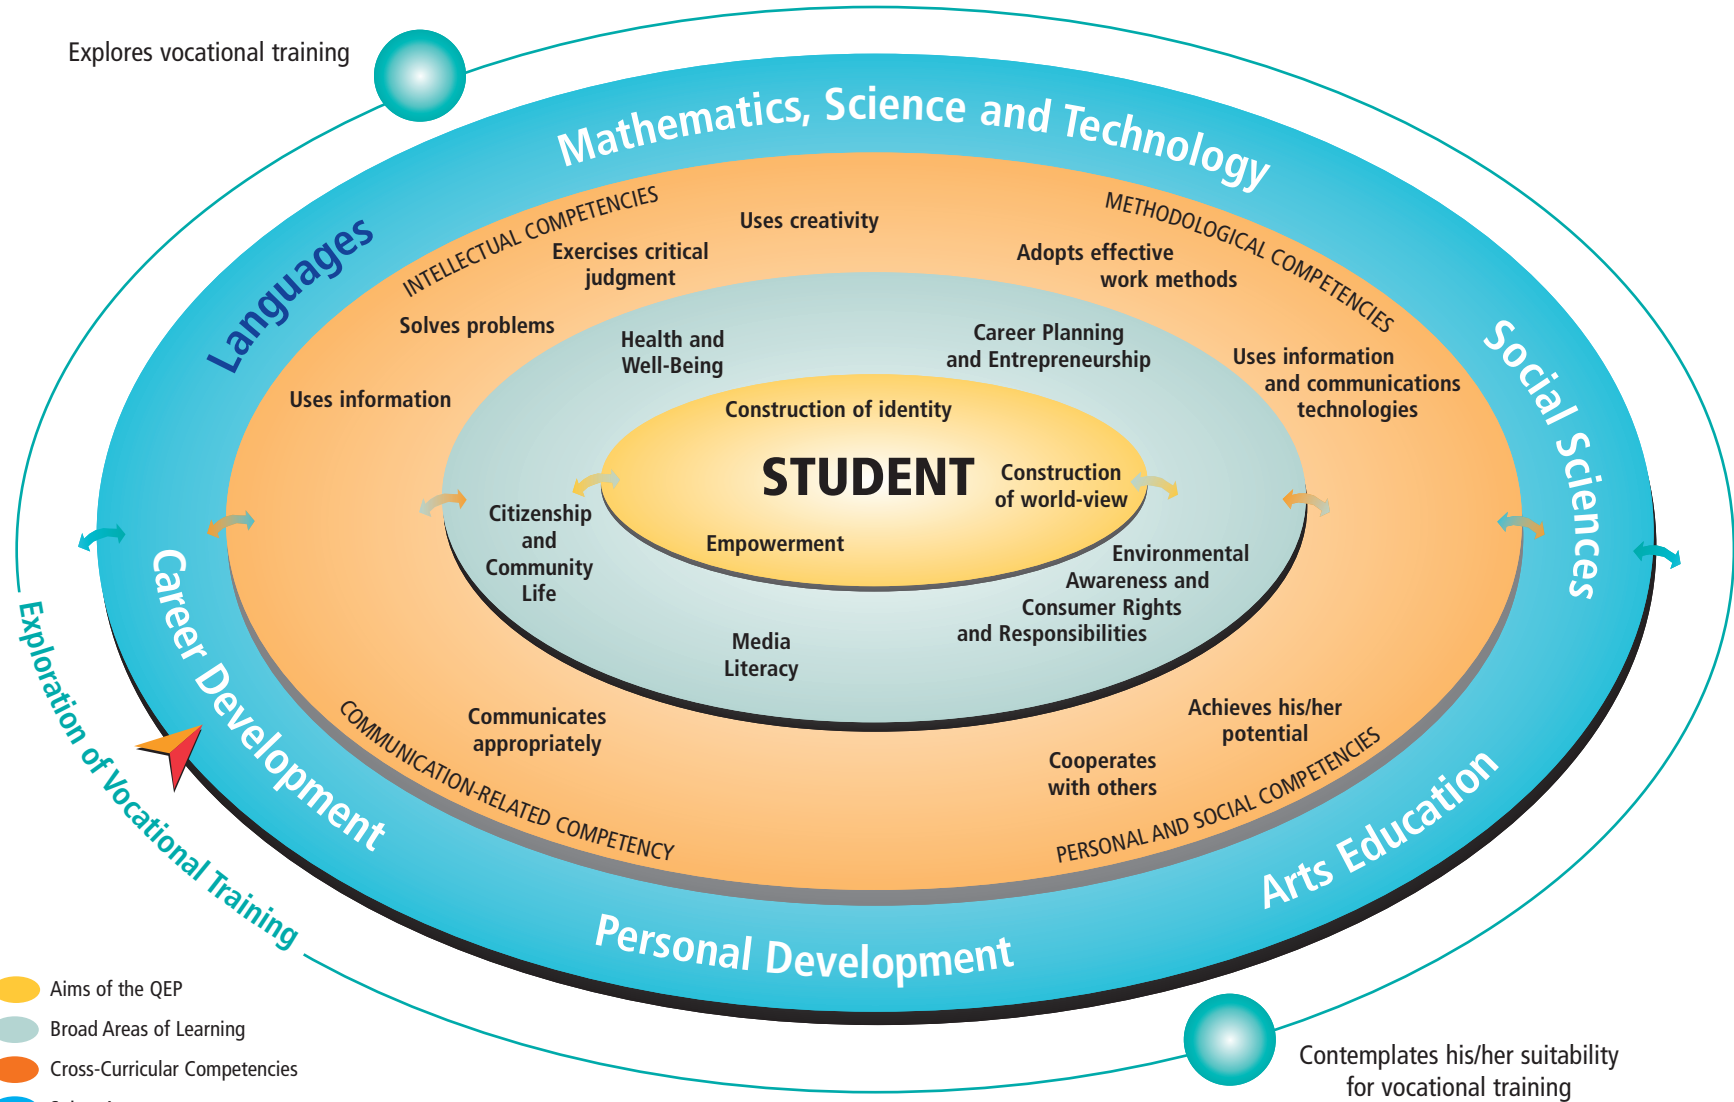 Explores vocational training
Mathematics, Science and Technology
Languages
Social Sciences
Arts Education
Personal Development
Career Development
Exploration of Vocational Training
INTELLECTUAL COMPETENCIES
Uses creativity
Exercises critical
judgment
Solves problems
Uses information
METHODOLOGICAL COMPETENCIES
Adopts effective
work methods
Uses information
and communications
technologies
Health and
Well-Being
Career Planning
and Entrepreneurship
Construction of identity
STUDENT
Construction
of world-view
Empowerment
Citizenship
and
Community
Life
Environmental
Awareness and
Consumer Rights
and Responsibilities
Media
Literacy
Communicates
appropriately
COMMUNICATION-RELATED COMPETENCY
Achieves his/her
potential
Cooperates
with others
PERSONAL AND SOCIAL COMPETENCIES
Aims of the QEP
Broad Areas of Learning
Cross-Curricular Competencies
Contemplates his/her suitability
for vocational training